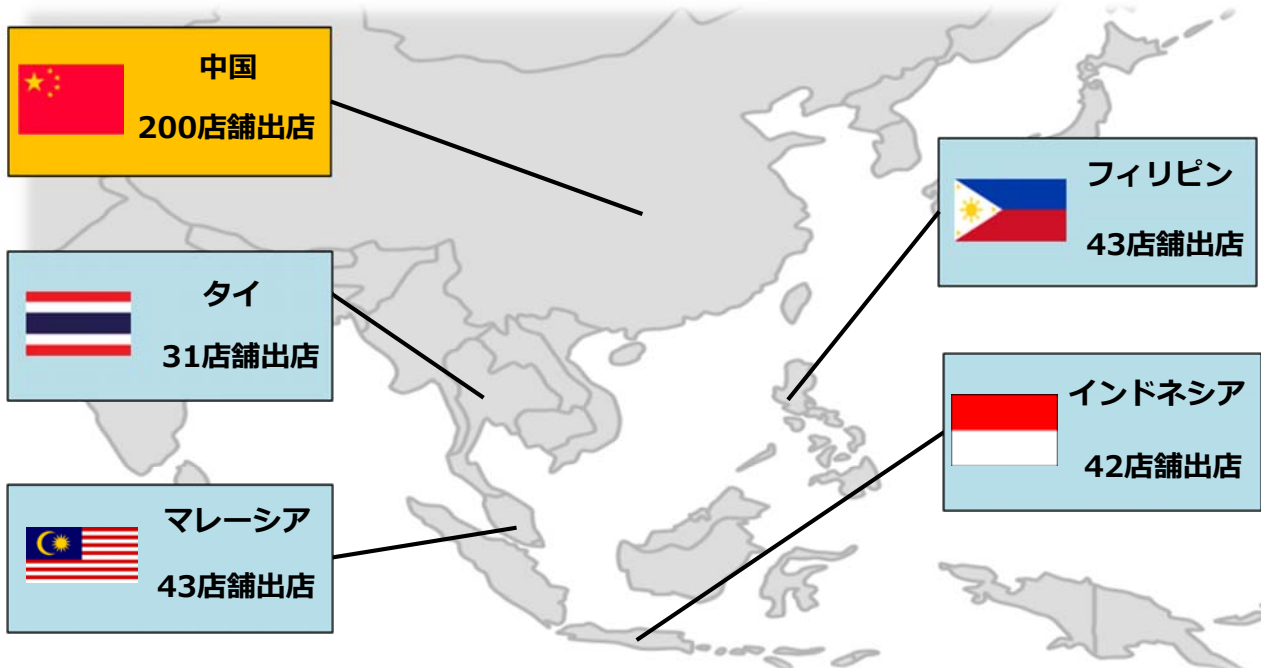 中国
200店舗出店
タイ
31店舗出店
マレーシア
43店舗出店
フィリピン
43店舗出店
インドネシア
42店舗出店